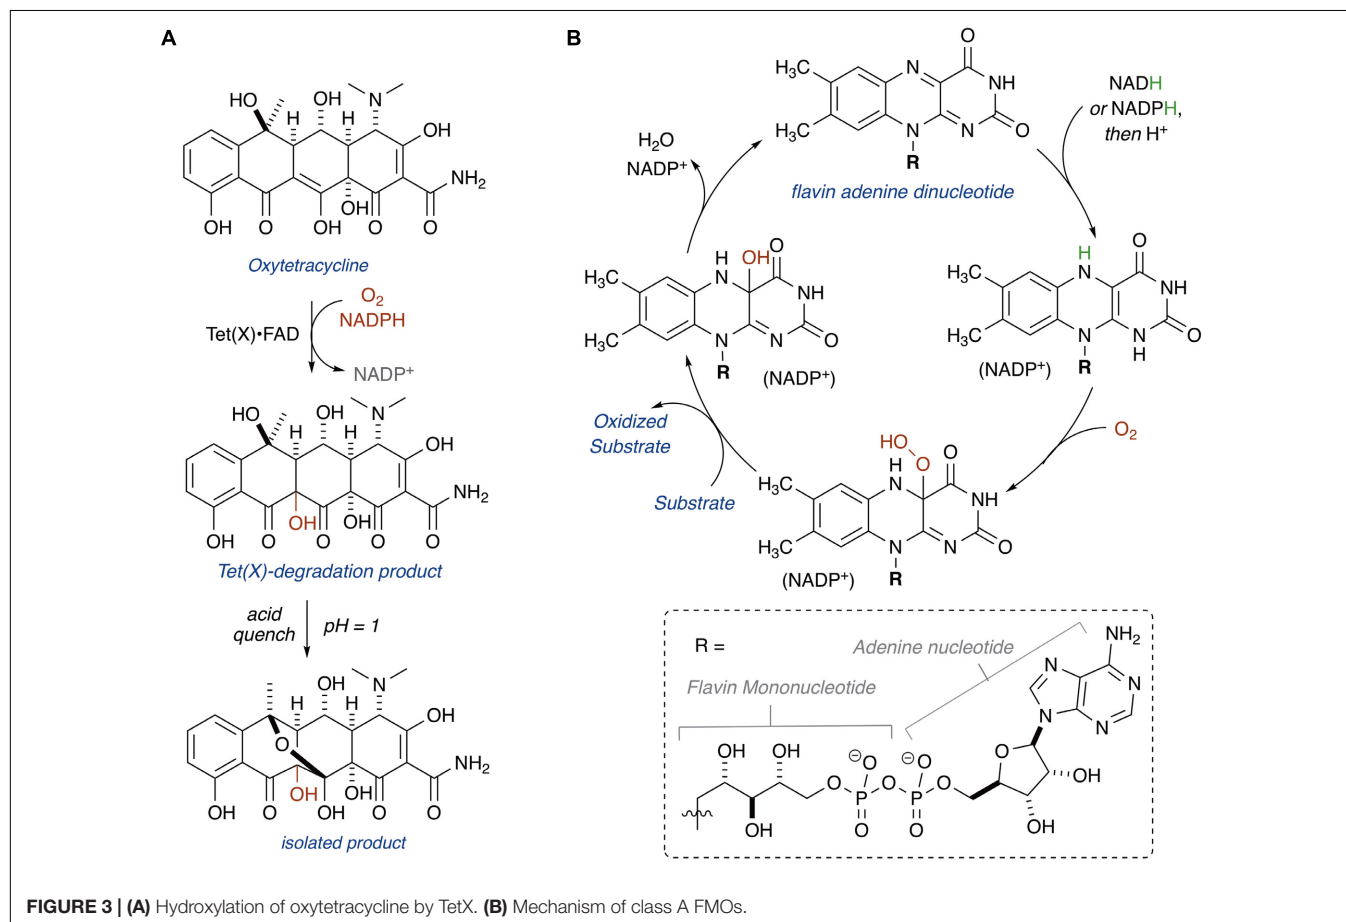 A
HO
OH
N
H
H
OH
NH2
OH
O
OH
OH
O
O
Oxytetracycline
O2
NADPH
Tet(X)•FAD
NADP+
HO
OH
N
H
H
OH
NH2
OH
O
OH
O
OH
O
O
Tet(X)-degradation product
acid
quench
pH = 1
OH
N
H
H
OH
O
NH2
OH
O
OH
OH
OH
O
O
isolated product
B
O
H3C
N
NH
H3C
N
N
O
R
flavin adenine dinucleotide
NADH
or NADPH,
then H+
H
O
H3C
N
NH
H3C
N
N
O
H
R
(NADP+)
O2
HO
O
O
H
H3C
N
NH
H3C
N
N
O
R
(NADP+)
Substrate
Oxidized
Substrate
H
OH
O
H3C
N
NH
H3C
N
N
O
R
(NADP+)
H2O
NADP+
R =
Adenine nucleotide
Flavin Mononucleotide
NH2
N
N
N
N
OH
OH
OH
O
P
O
O
⊖
O
P
O
O
⊖
O
O
OH
OH
FIGURE 3 | (A) Hydroxylation of oxytetracycline by TetX. (B) Mechanism of class A FMOs.